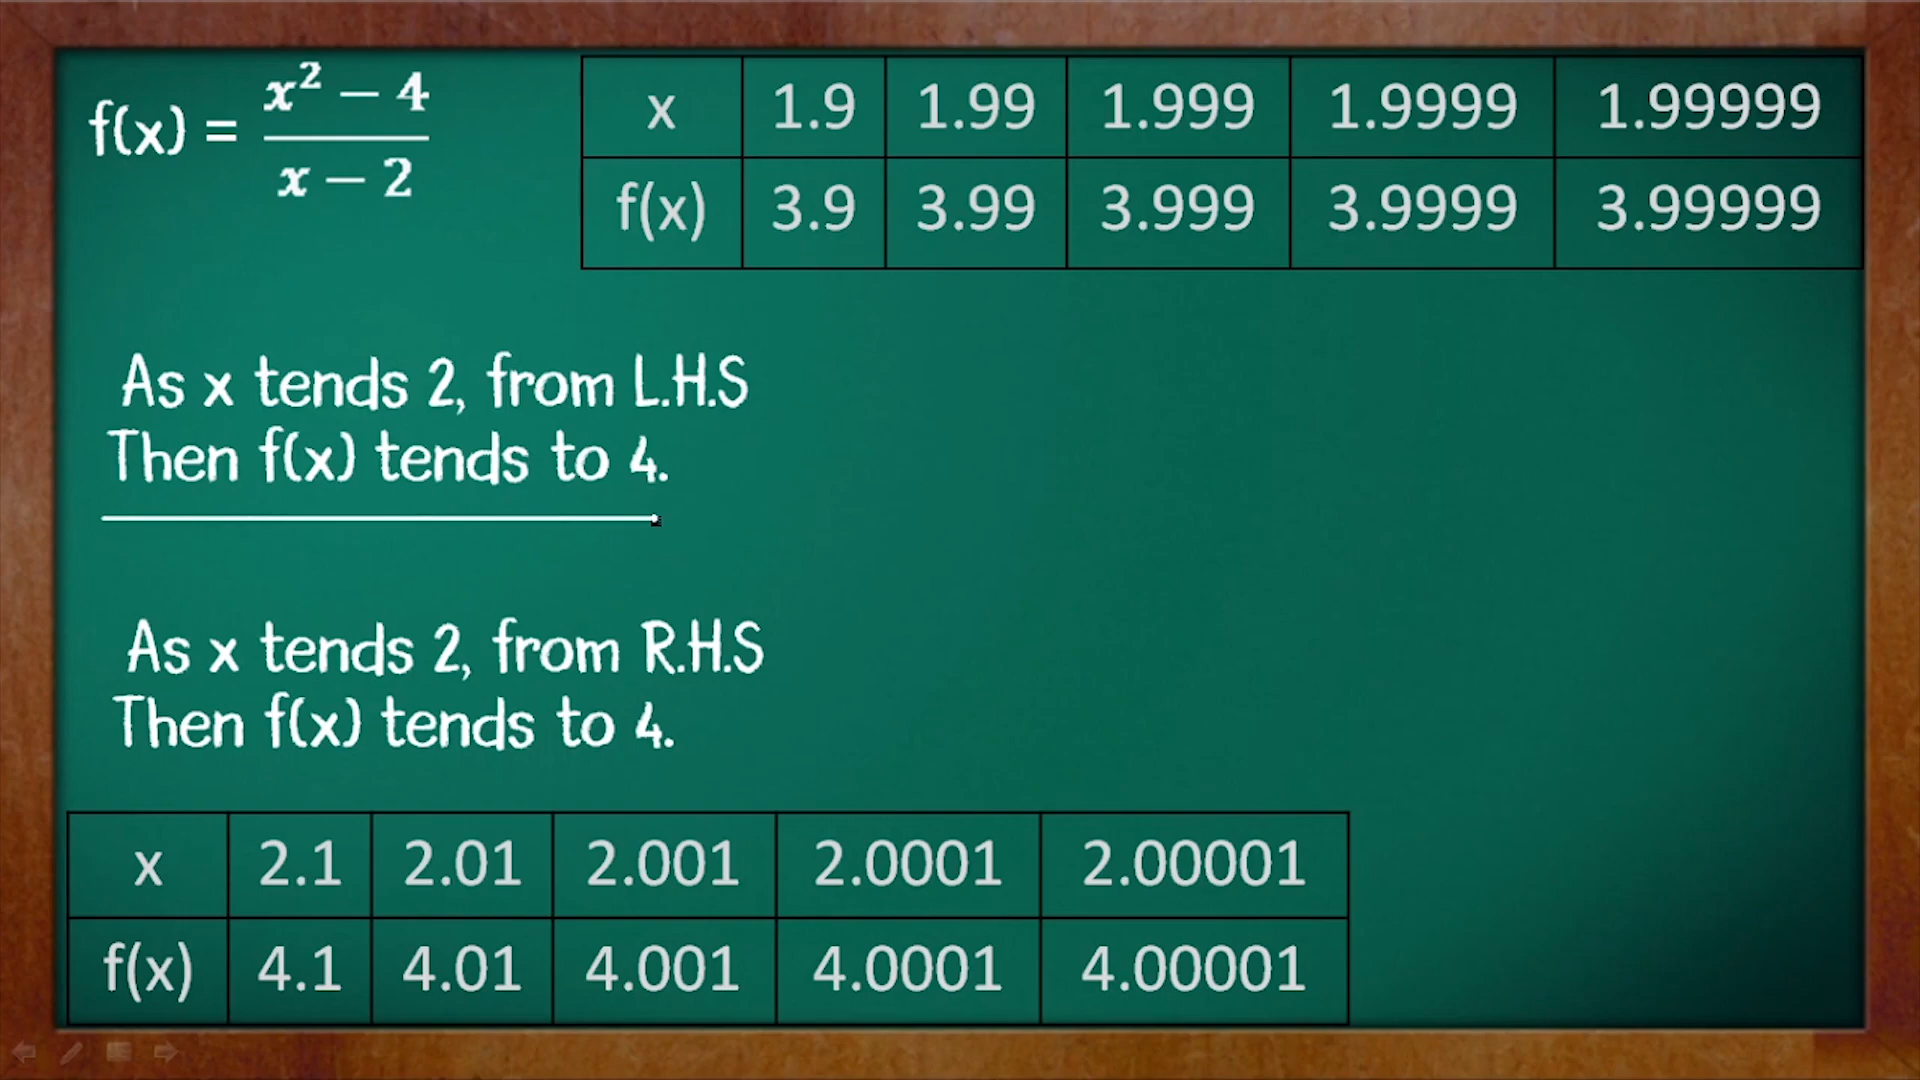 f(x) = x² − 4 / x − 2
x 1.9 1.99 1.999 1.9999 1.99999
f(x) 3.9 3.99 3.999 3.9999 3.99999
As x tends 2, from L.H.S
Then f(x) tends to 4.
As x tends 2, from R.H.S
Then f(x) tends to 4.
x 2.1 2.01 2.001 2.0001 2.00001
f(x) 4.1 4.01 4.001 4.0001 4.00001